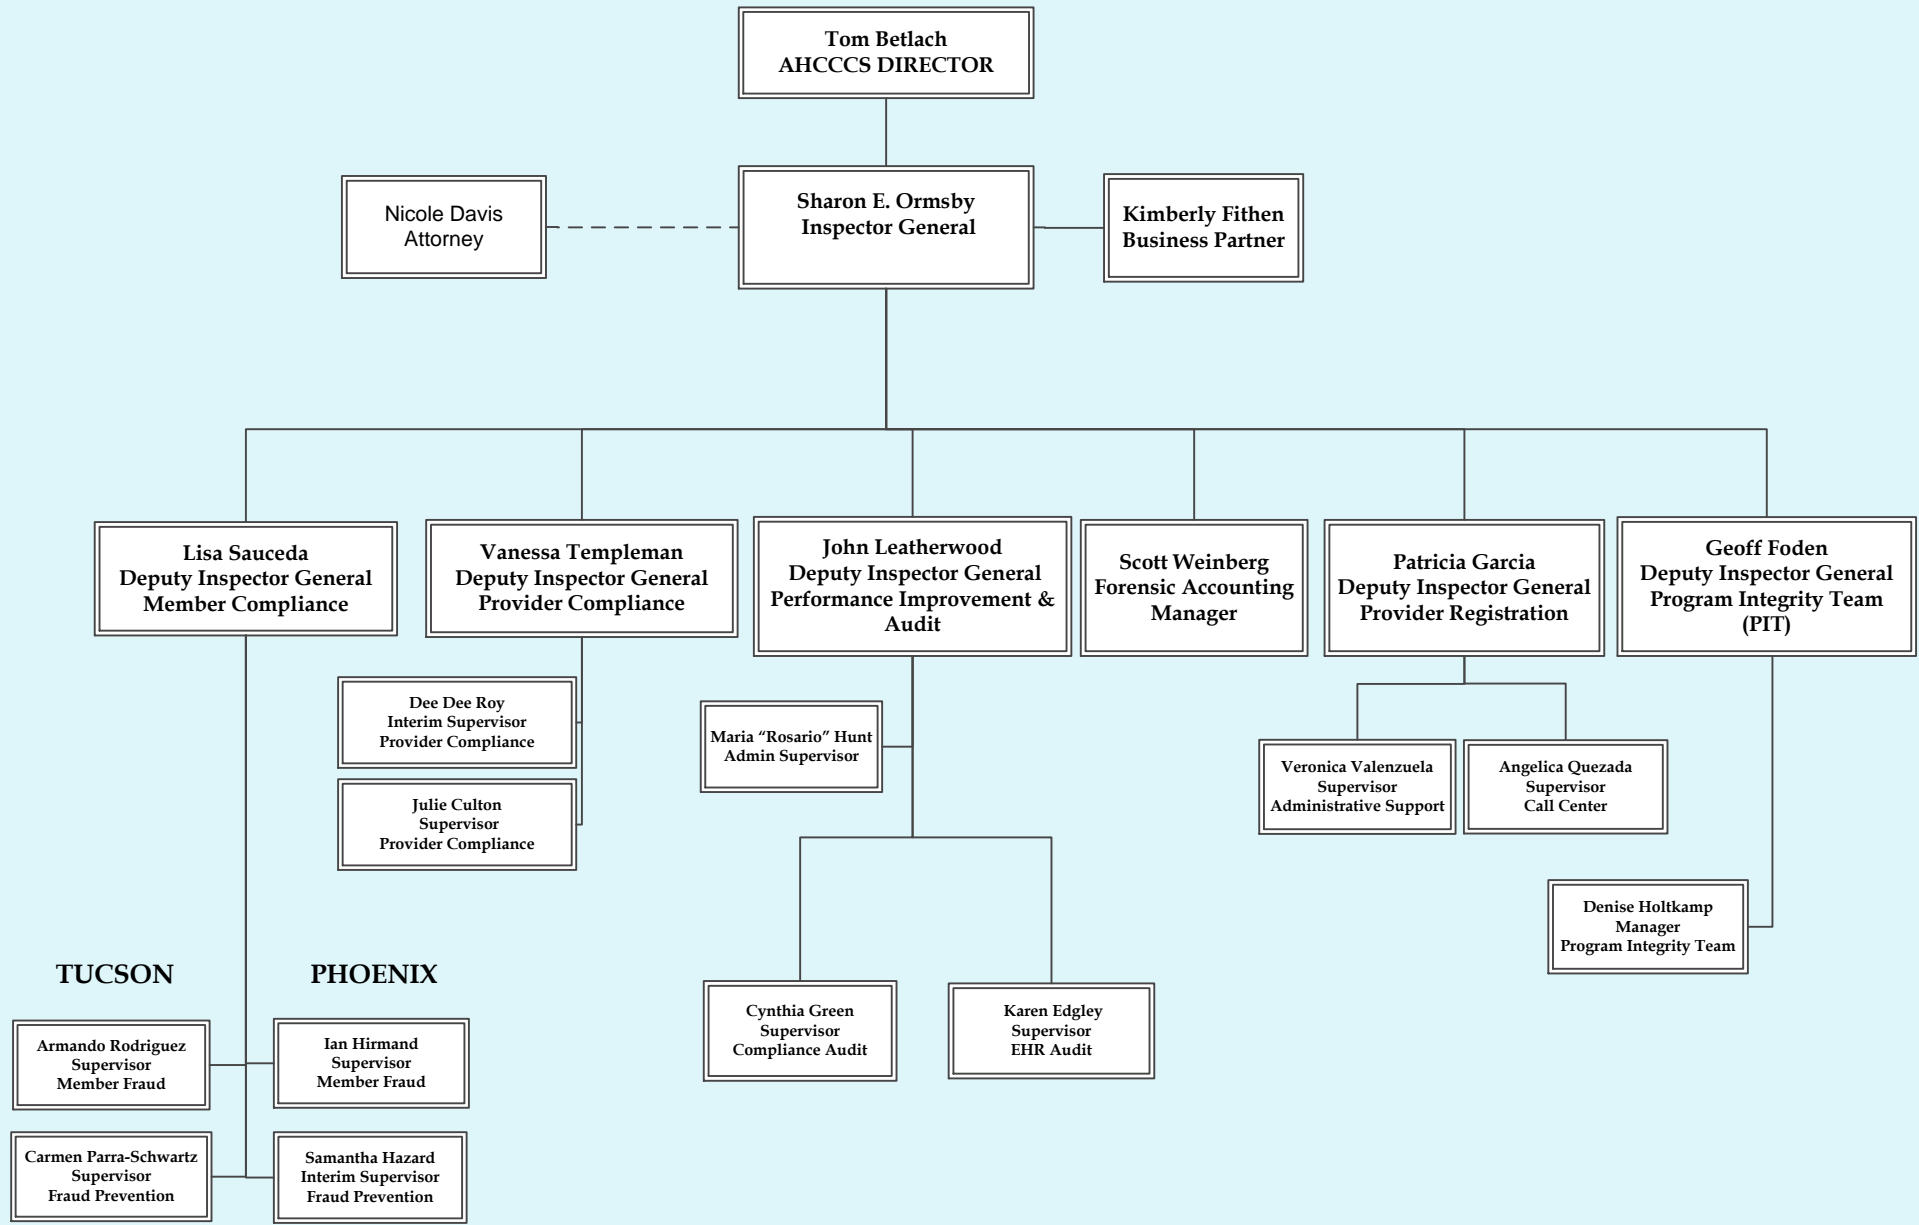 Tom Betlach
AHCCCS DIRECTOR
Nicole Davis
Attorney
Sharon E. Ormsby
Inspector General
Kimberly Fithen
Business Partner
Lisa Sauceda
Deputy Inspector General
Member Compliance
Vanessa Templeman
Deputy Inspector General
Provider Compliance
John Leatherwood
Deputy Inspector General
Performance Improvement &
Audit
Scott Weinberg
Forensic Accounting
Manager
Patricia Garcia
Deputy Inspector General
Provider Registration
Geoff Foden
Deputy Inspector General
Program Integrity Team
(PIT)
Dee Dee Roy
Interim Supervisor
Provider Compliance
Julie Culton
Supervisor
Provider Compliance
Maria “Rosario” Hunt
Admin Supervisor
Veronica Valenzuela
Supervisor
Administrative Support
Angelica Quezada
Supervisor
Call Center
Denise Holtkamp
Manager
Program Integrity Team
TUCSON
PHOENIX
Armando Rodriguez
Supervisor
Member Fraud
Ian Hirmand
Supervisor
Member Fraud
Cynthia Green
Supervisor
Compliance Audit
Karen Edgley
Supervisor
EHR Audit
Carmen Parra-Schwartz
Supervisor
Fraud Prevention
Samantha Hazard
Interim Supervisor
Fraud Prevention